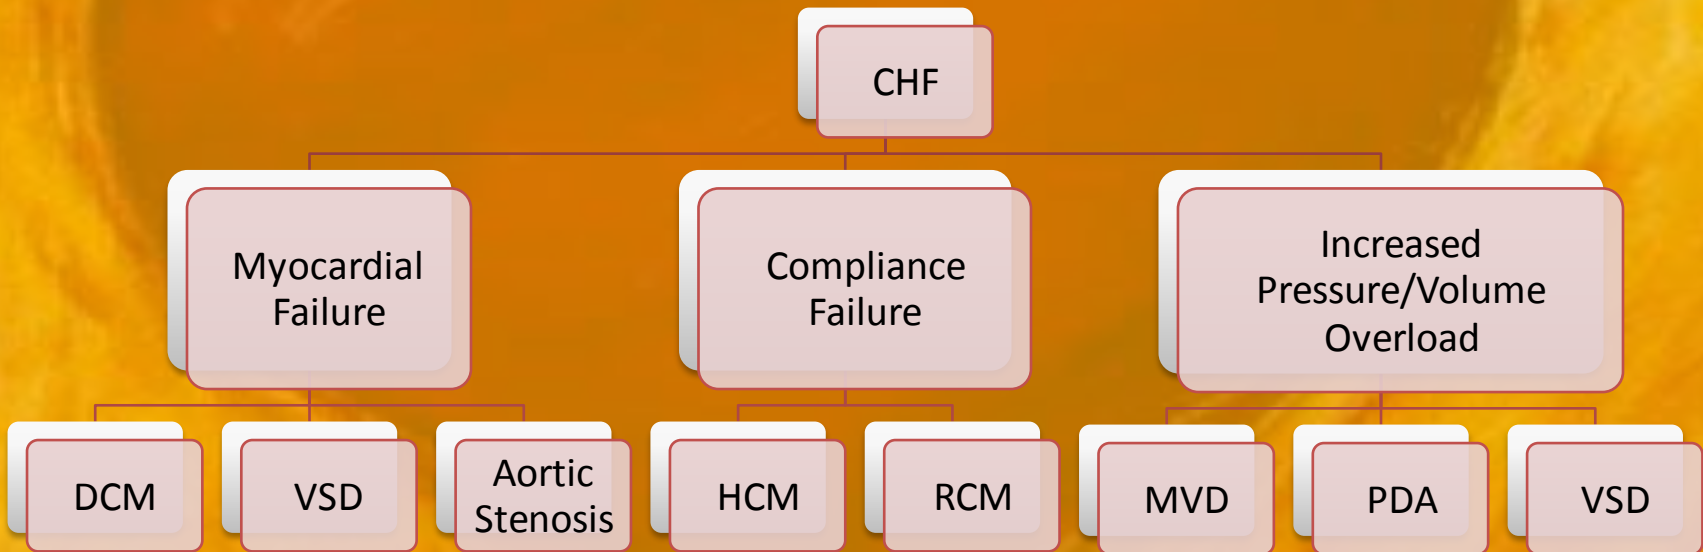 CHF
Myocardial
Failure
Compliance
Failure
Increased
Pressure/Volume
Overload
DCM
VSD
Aortic
Stenosis
HCM
RCM
MVD
PDA
VSD